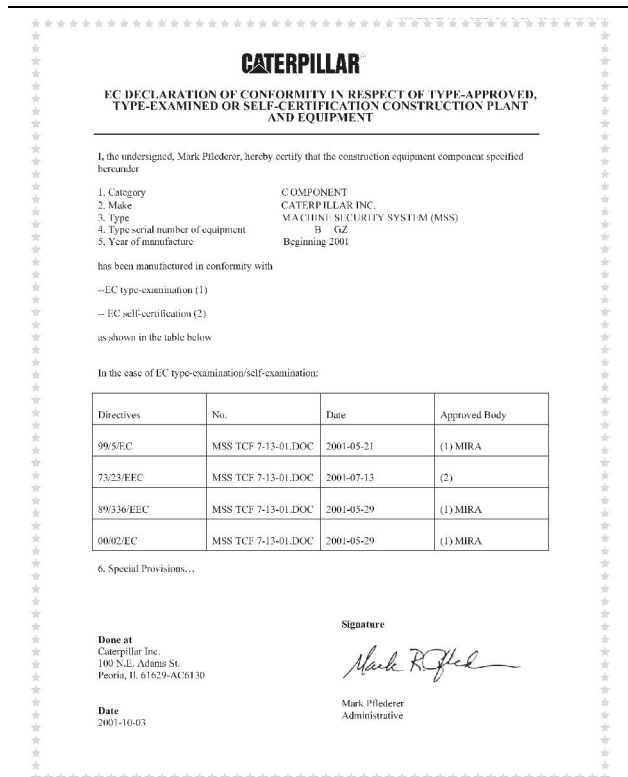 CATERPILLAR®
EC DECLARATION OF CONFORMITY IN RESPECT OF TYPE-APPROVED,
TYPE-EXAMINED OR SELF-CERTIFICATION CONSTRUCTION PLANT
AND EQUIPMENT
I, the undersigned, Mark Pflederer, hereby certify that the construction equipment component specified
hereunder
1. Category COMPONENT
2. Make CATERPILLAR INC.
3. Type MACHINE SECURITY SYSTEM (MSS)
4. Type serial number of equipment B GZ
5. Year of manufacture Beginning 2001
has been manufactured in conformity with
--EC type-examination (1)
-- EC self-certification (2)
as shown in the table below
In the case of EC type-examination/self-examination:
Directives No. Date Approved Body
99/5/EC MSS TCF 7-13-01.DOC 2001-05-21 (1) MIRA
73/23/EEC MSS TCF 7-13-01.DOC 2001-07-13 (2)
89/336/EEC MSS TCF 7-13-01.DOC 2001-05-29 (1) MIRA
00/02/EC MSS TCF 7-13-01.DOC 2001-05-29 (1) MIRA
6. Special Provisions...
Signature
Done at
Caterpillar Inc.
100 N.E. Adams St.
Peoria, Il. 61629-AC6130
Mark R
Mark Pflederer
Administrative
Date
2001-10-03